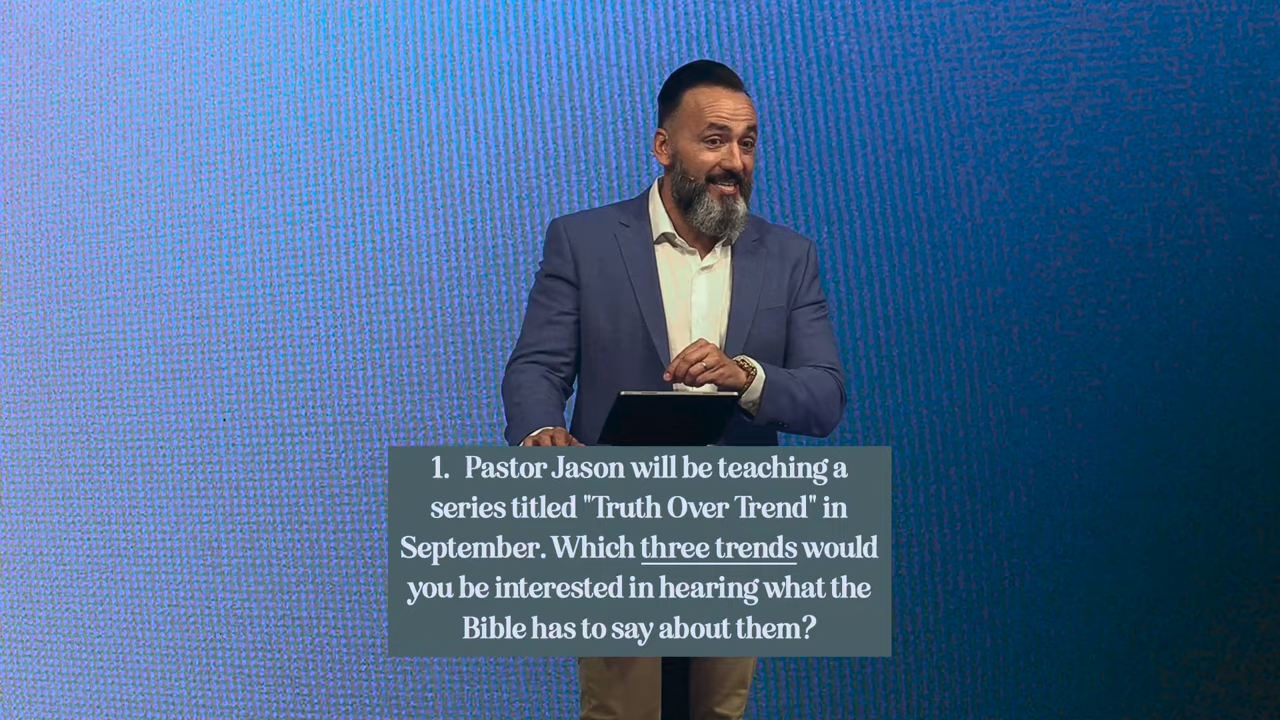 1. Pastor Jason will be teaching a
series titled "Truth Over Trend" in
September. Which three trends would
you be interested in hearing what the
Bible has to say about them?